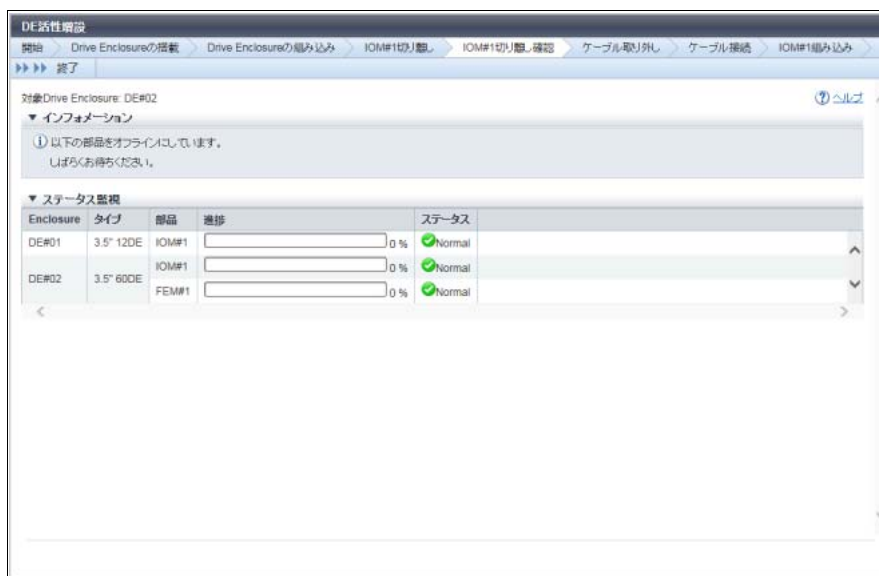 DE活性増設
開始 Drive Enclosureの搭載 Drive Enclosureの組み込み IOM#1切り離し IOM#1切り離し確認 ケーブル取り外し ケーブル接続 IOM#1組み込み
終了
対象Drive Enclosure: DE#02 ? ヘルプ
▼ インフォメーション
i 以下の部品をオフラインにしています。
しばらくお待ちください。
▼ ステータス監視
Enclosure タイプ 部品 進捗 ステータス
DE#01 3.5" 12DE IOM#1 0 % Normal
DE#02 3.5" 60DE IOM#1 0 % Normal
FEM#1 0 % Normal